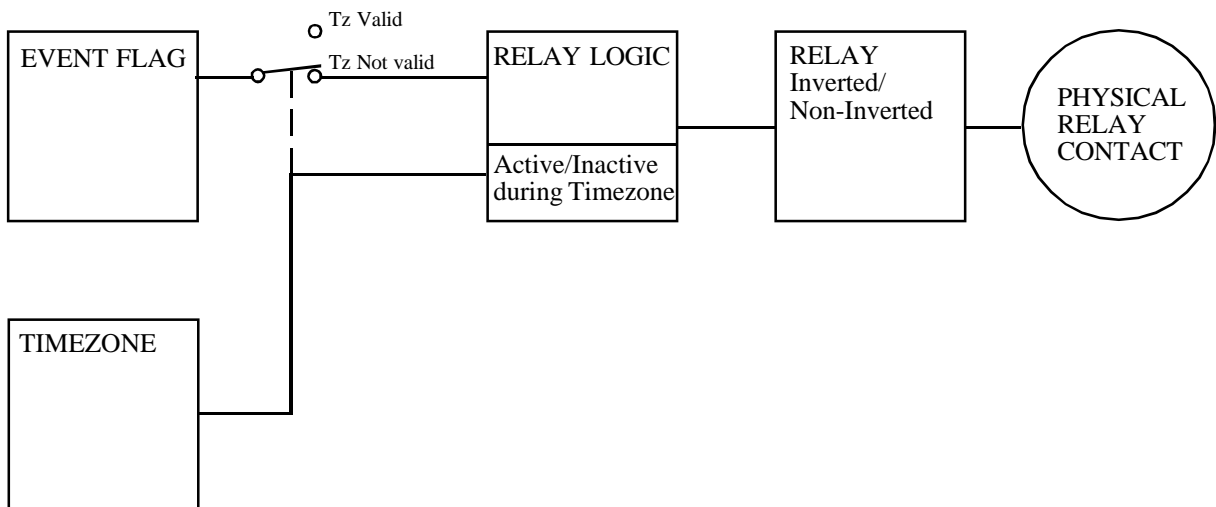 EVENT FLAG
Tz Valid
Tz Not valid
RELAY LOGIC
Active/Inactive
during Timezone
RELAY
Inverted/
Non-Inverted
PHYSICAL
RELAY
CONTACT
TIMEZONE